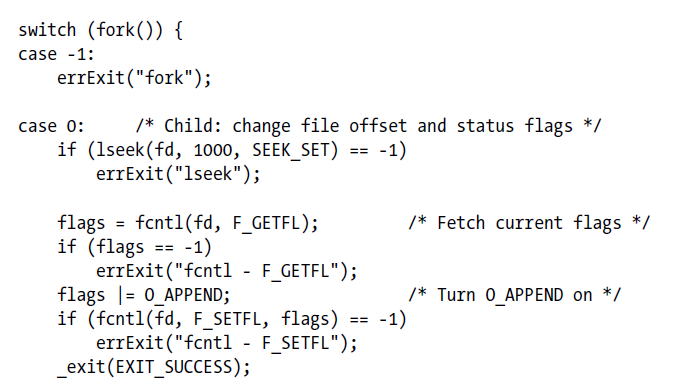 switch (fork()) {
case -1:
    errExit("fork");

case 0:     /* Child: change file offset and status flags */
    if (lseek(fd, 1000, SEEK_SET) == -1)
        errExit("lseek");

    flags = fcntl(fd, F_GETFL);         /* Fetch current flags */
    if (flags == -1)
        errExit("fcntl - F_GETFL");
    flags |= O_APPEND;                  /* Turn O_APPEND on */
    if (fcntl(fd, F_SETFL, flags) == -1)
        errExit("fcntl - F_SETFL");
    _exit(EXIT_SUCCESS);